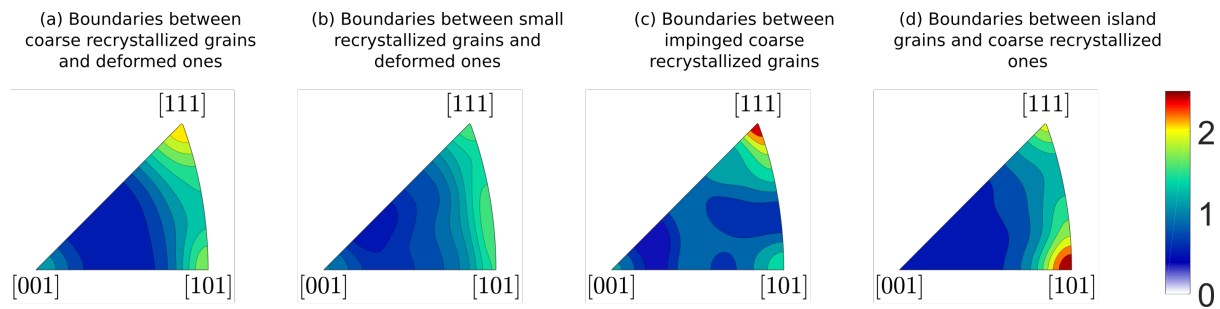 (a) Boundaries between
coarse recrystallized grains
and deformed ones
(b) Boundaries between small
recrystallized grains and
deformed ones
(c) Boundaries between
impinged coarse
recrystallized grains
(d) Boundaries between island
grains and coarse recrystallized
ones
[111]
[001]
[101]
[111]
[001]
[101]
[111]
[001]
[101]
[111]
[001]
[101]
2
1
0